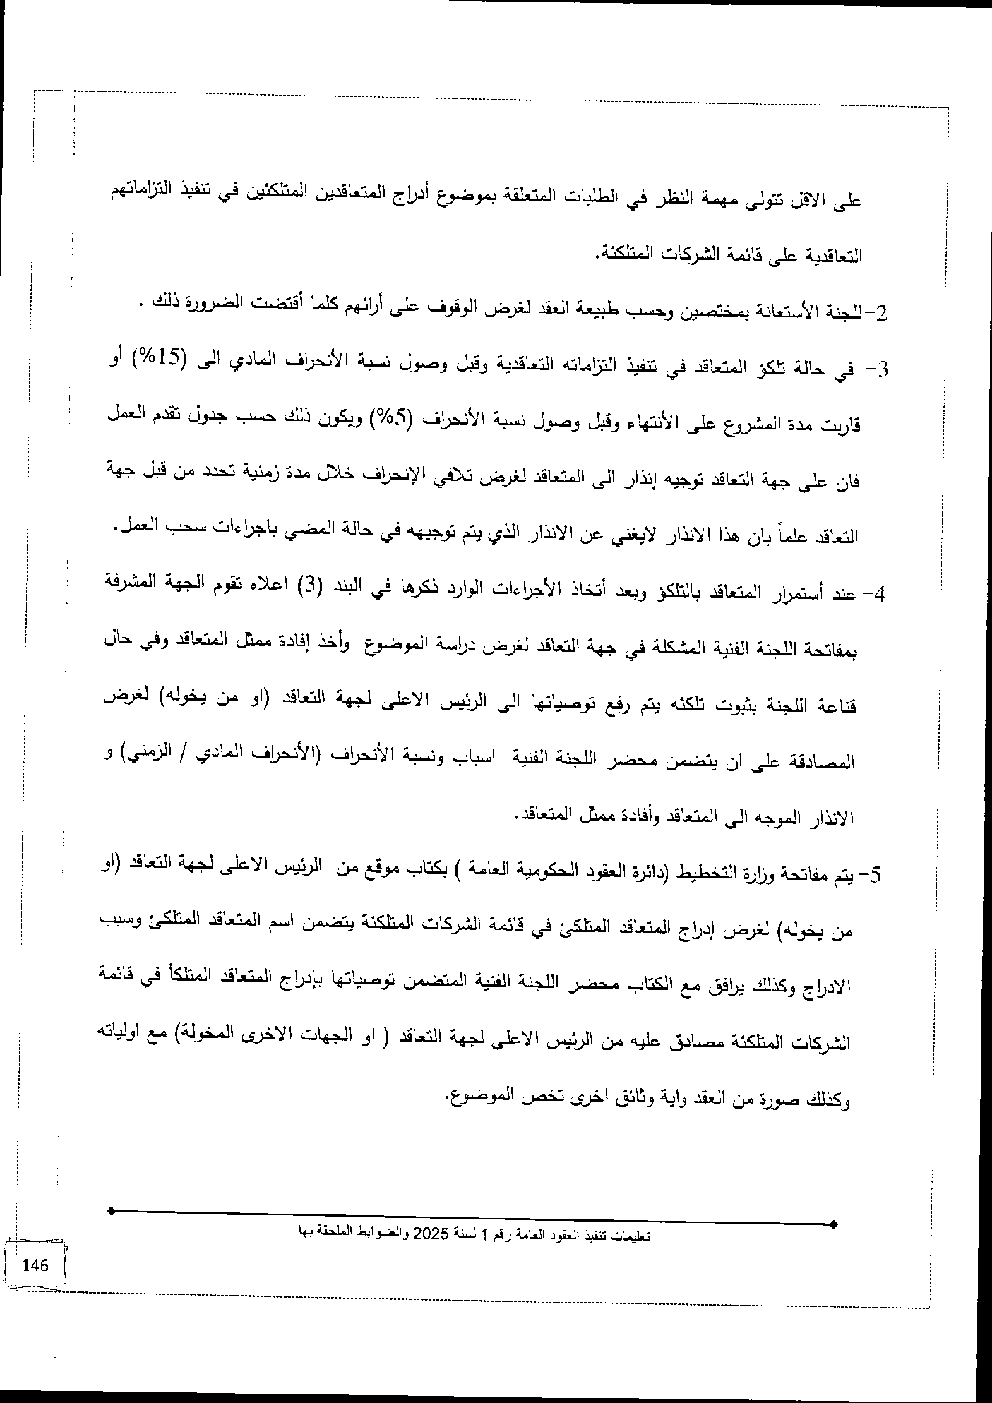 على الاقل تتولى مهمة النظر في الطلبات المتعلقة بموضوع أدراج المتعاقدين المتلكئين في تنفيذ التزاماتهم
التعاقدية على قائمة الشركات المتلكئة.
2-للجنة الأستعانة بمختصين وحسب طبيعة العقد لغرض الوقوف على أرائهم كلما أقتضت الضرورة ذلك .
3- في حالة تلكؤ المتعاقد في تنفيذ التزاماته التعاقدية وقبل وصول نسبة الأنحراف المادي الى (15%) أو
قاربت مدة المشروع على الأنتهاء وقبل وصول نسبة الأنحراف (5%) ويكون ذلك حسب جدول تقدم العمل
فان على جهة التعاقد توجيه إنذار الى المتعاقد لغرض تلافي الإنحراف خلال مدة زمنية تحدد من قبل جهة
التعاقد علماً بان هذا الانذار لايغني عن الانذار الذي يتم توجيهه في حالة المضي باجراءات سحب العمل.
4- عند أستمرار المتعاقد بالتلكؤ وبعد أتخاذ الأجراءات الوارد ذكرها في البند (3) اعلاه تقوم الجهة المشرفة
بمفاتحة اللجنة الفنية المشكلة في جهة التعاقد لغرض دراسة الموضوع وأخذ إفادة ممثل المتعاقد وفي حال
قناعة اللجنة بثبوت تلكئه يتم رفع توصياتها الى الرئيس الاعلى لجهة التعاقد (او من يخوله) لغرض
المصادقة على ان يتضمن محضر اللجنة الفنية اسباب ونسبة الأنحراف (الأنحراف المادي / الزمني) و
الانذار الموجه الى المتعاقد وأفادة ممثل المتعاقد.
5- يتم مفاتحة وزارة التخطيط (دائرة العقود الحكومية العامة ) بكتاب موقع من الرئيس الاعلى لجهة التعاقد (او
من يخوله) لغرض إدراج المتعاقد المتلكئ في قائمة الشركات المتلكئة يتضمن اسم المتعاقد المتلكئ وسبب
الادراج وكذلك يرافق مع الكتاب محضر اللجنة الفنية المتضمن توصياتها بإدراج المتعاقد المتلكأ في قائمة
الشركات المتلكئة مصادق عليه من الرئيس الاعلى لجهة التعاقد ( او الجهات الاخرى المخولة) مع اولياته
وكذلك صورة من العقد واية وثائق اخرى تخص الموضوع.
تعليمات تنفيذ العقود العامة رقم 1 لسنة 2025 والضوابط الملحقة بها
146